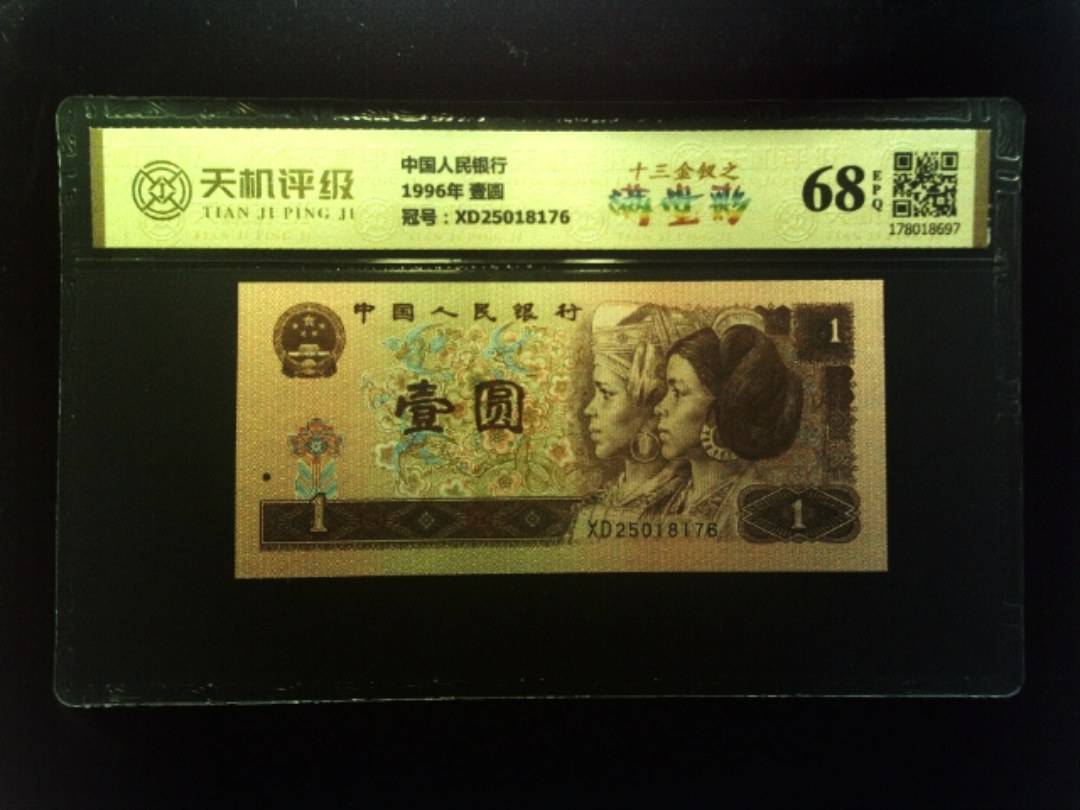 天机评级
TIAN JI PING JI
中国人民银行
1996年 壹圆
冠号：XD25018176
十三金钗之
满堂彩
68
EPQ
178018697
中国人民银行
1
壹圆
1
XD25018176
1